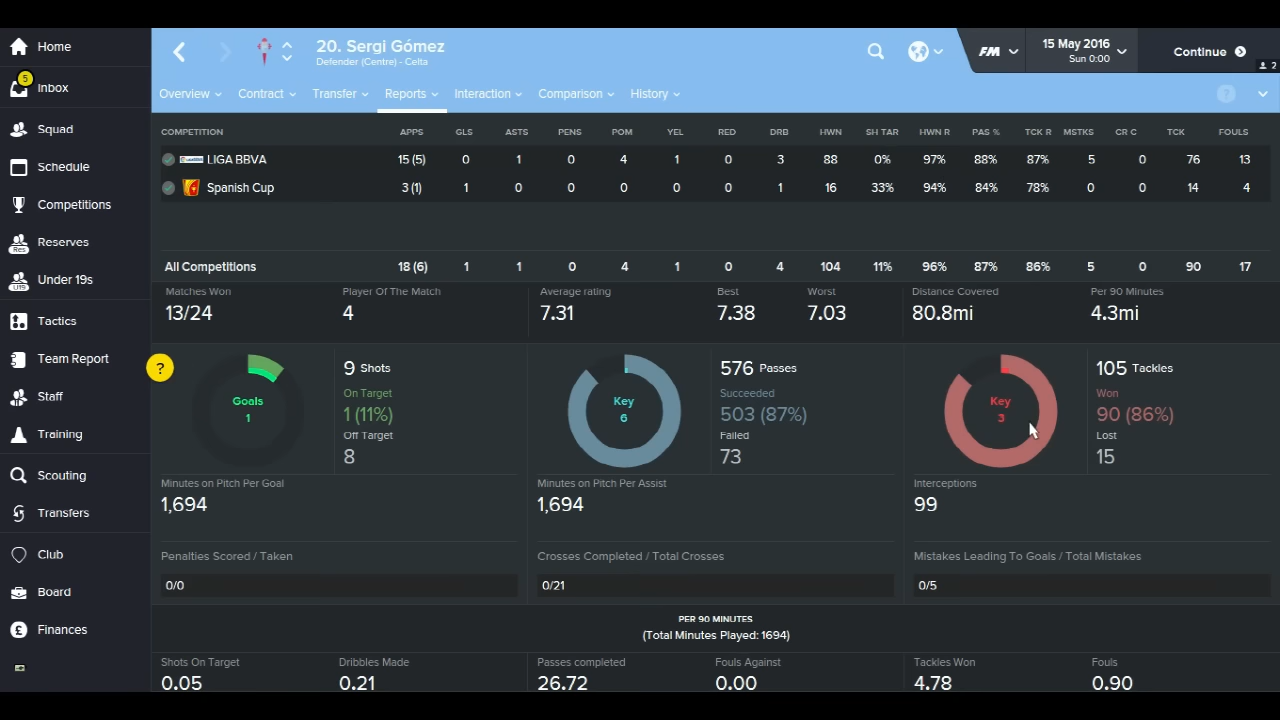 Home
5
Inbox
Squad
Schedule
Competitions
Res
Reserves
U19
Under 19s
Tactics
Team Report
Staff
Training
Scouting
Transfers
Club
Board
£ Finances
20. Sergi Gómez
Defender (Centre) - Celta
FM
15 May 2016
Sun 0:00
Continue
2
Overview Contract Transfer Reports Interaction Comparison History
?
COMPETITION APPS GLS ASTS PENS POM YEL RED DRB HWN SH TAR HWN R PAS % TCK R MSTKS CR C TCK FOULS
LIGA BBVA 15 (5) 0 1 0 4 1 0 3 88 0% 97% 88% 87% 5 0 76 13
Spanish Cup 3 (1) 1 0 0 0 0 0 1 16 33% 94% 84% 78% 0 0 14 4
All Competitions 18 (6) 1 1 0 4 1 0 4 104 11% 96% 87% 86% 5 0 90 17
Matches Won Player Of The Match Average rating Best Worst Distance Covered Per 90 Minutes
13/24 4 7.31 7.38 7.03 80.8mi 4.3mi
?
Goals
1
9 Shots
On Target
1 (11%)
Off Target
8
Key
6
576 Passes
Succeeded
503 (87%)
Failed
73
Key
3
105 Tackles
Won
90 (86%)
Lost
15
Minutes on Pitch Per Goal Minutes on Pitch Per Assist Interceptions
1,694 1,694 99
Penalties Scored / Taken Crosses Completed / Total Crosses Mistakes Leading To Goals / Total Mistakes
0/0 0/21 0/5
PER 90 MINUTES
(Total Minutes Played: 1694)
Shots On Target Dribbles Made Passes completed Fouls Against Tackles Won Fouls
0.05 0.21 26.72 0.00 4.78 0.90